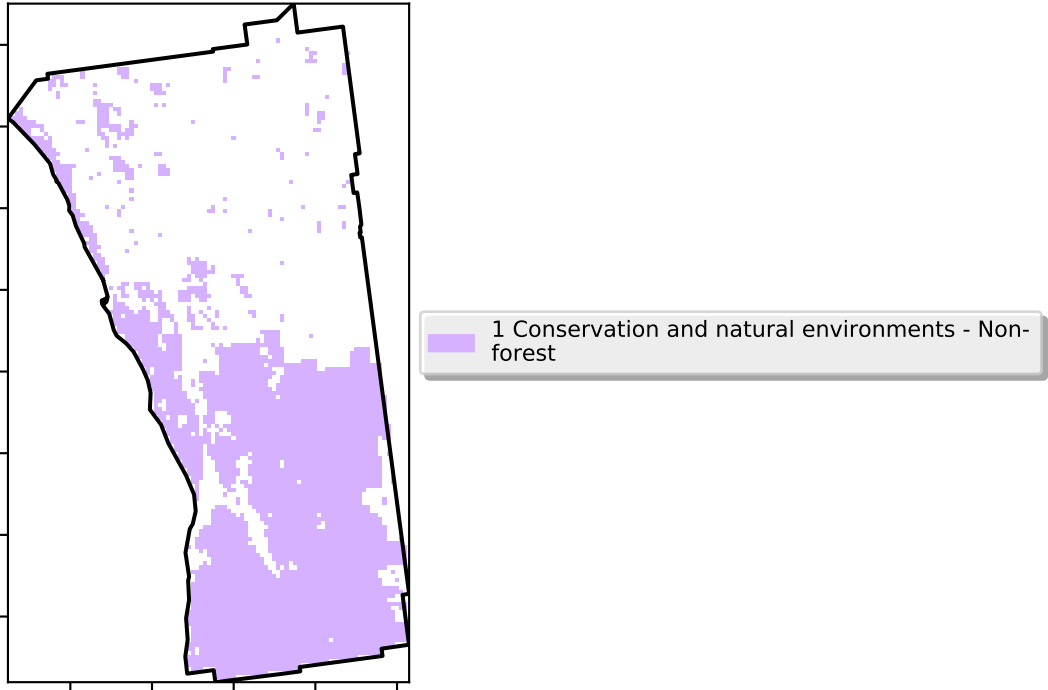 1 Conservation and natural environments - Non-
forest